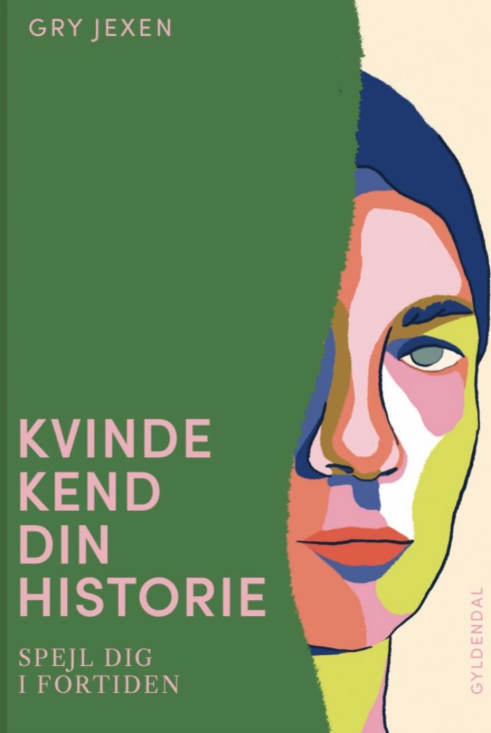 GRY JEXEN
KVINDE
KEND
DIN
HISTORIE
SPEJL DIG
I FORTIDEN
GYLDENDAL